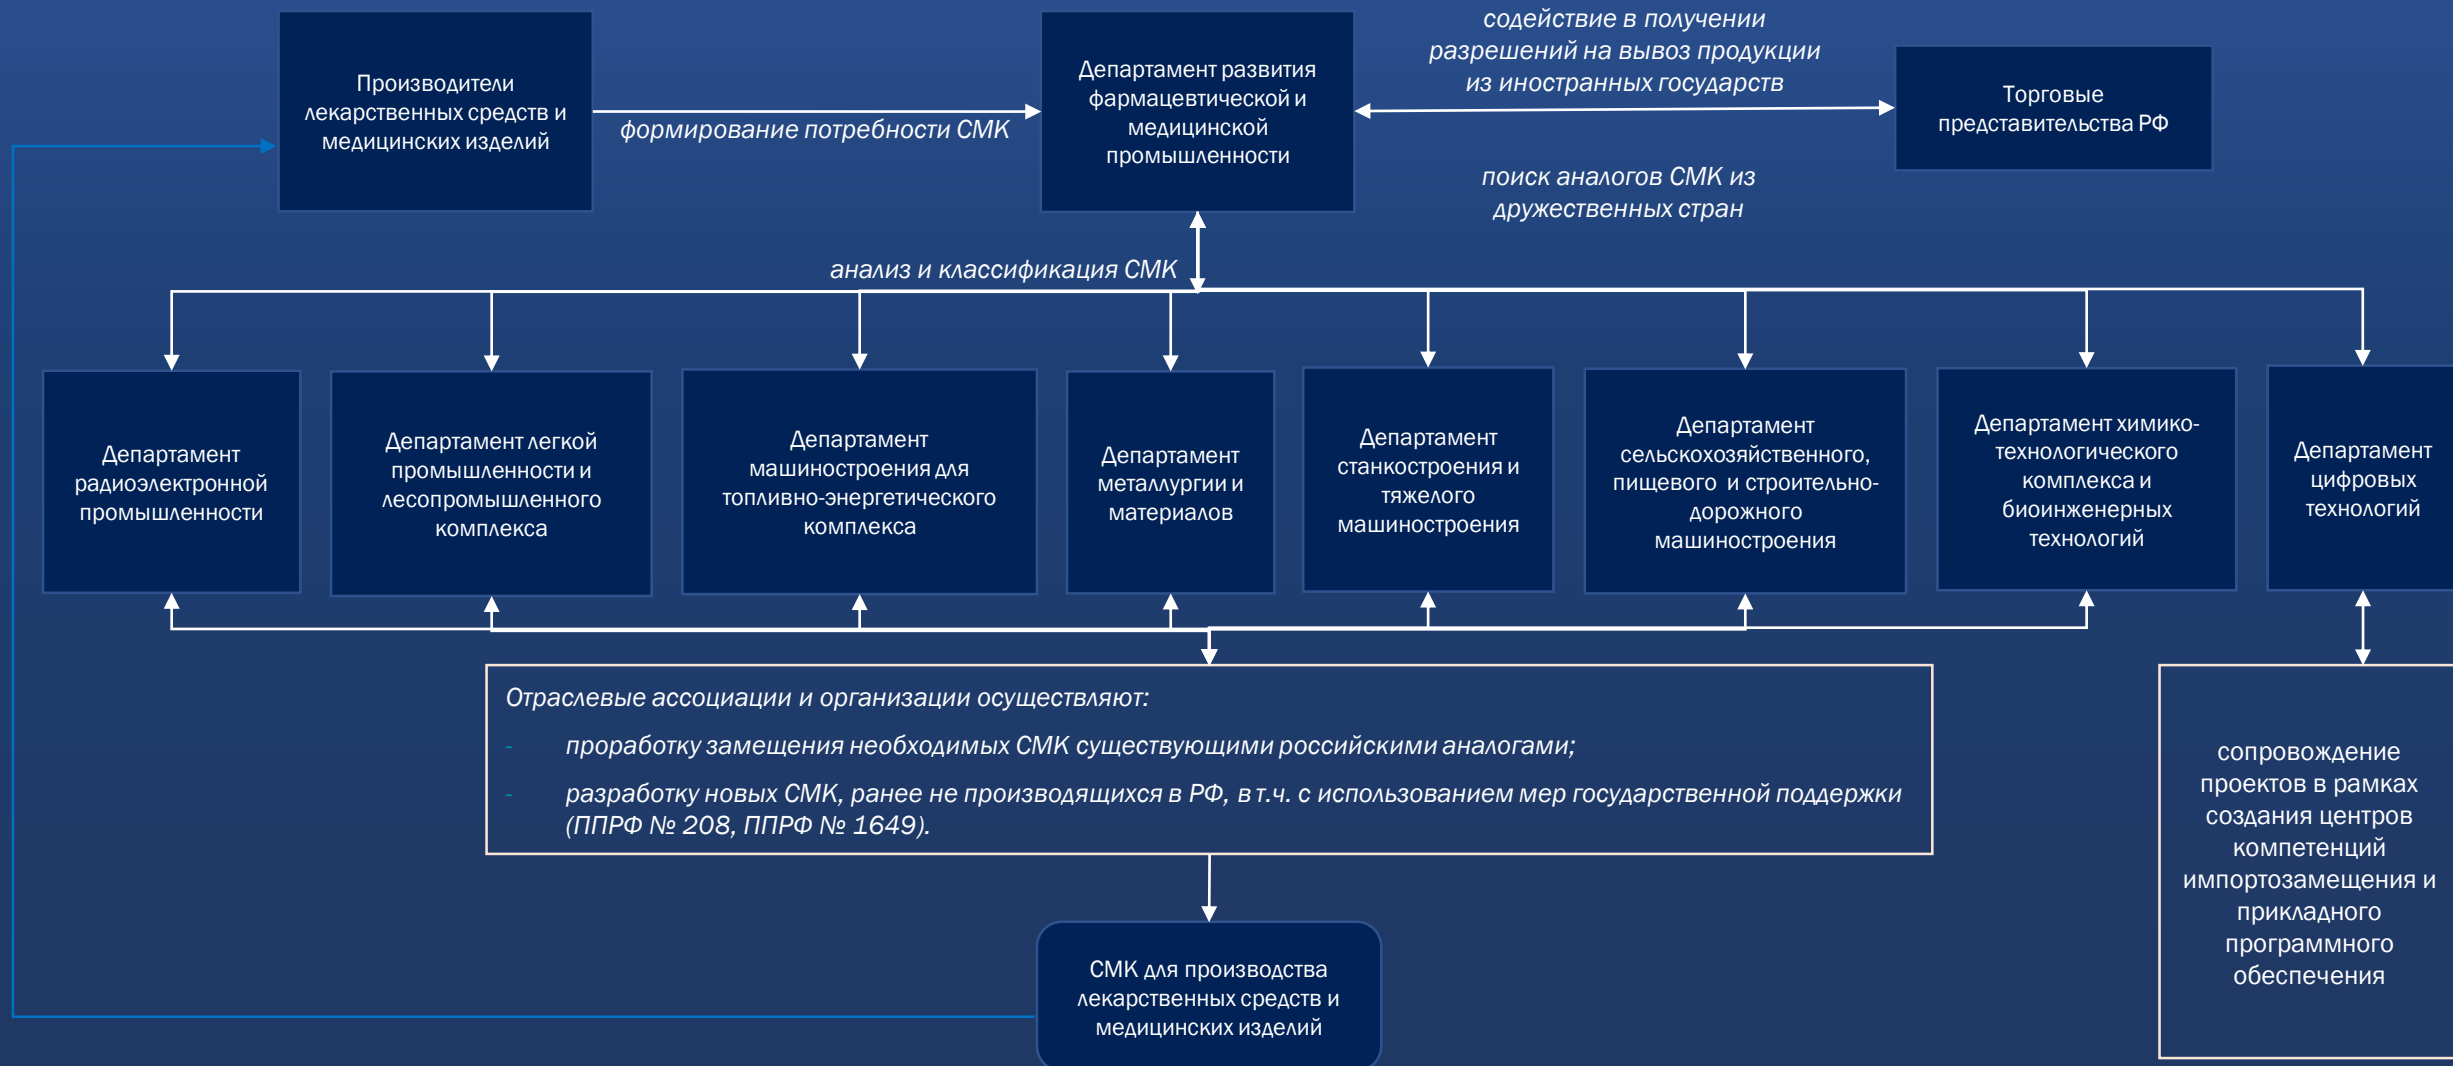 Производители
лекарственных средств и
медицинских изделий
формирование потребности СМК
Департамент развития
фармацевтической и
медицинской
промышленности
содействие в получении
разрешений на вывоз продукции
из иностранных государств
поиск аналогов СМК из
дружественных стран
Торговые
представительства РФ
анализ и классификация СМК
Департамент
радиоэлектронной
промышленности
Департамент легкой
промышленности и
лесопромышленного
комплекса
Департамент
машиностроения для
топливно-энергетического
комплекса
Департамент
металлургии и
материалов
Департамент
станкостроения и
тяжелого
машиностроения
Департамент
сельскохозяйственного,
пищевого и строительно-
дорожного
машиностроения
Департамент химико-
технологического
комплекса и
биоинженерных
технологий
Департамент
цифровых
технологий
Отраслевые ассоциации и организации осуществляют:
- проработку замещения необходимых СМК существующими российскими аналогами;
- разработку новых СМК, ранее не производящихся в РФ, в т.ч. с использованием мер государственной поддержки
(ППРФ № 208, ППРФ № 1649).
сопровождение
проектов в рамках
создания центров
компетенций
импортозамещения и
прикладного
программного
обеспечения
СМК для производства
лекарственных средств и
медицинских изделий